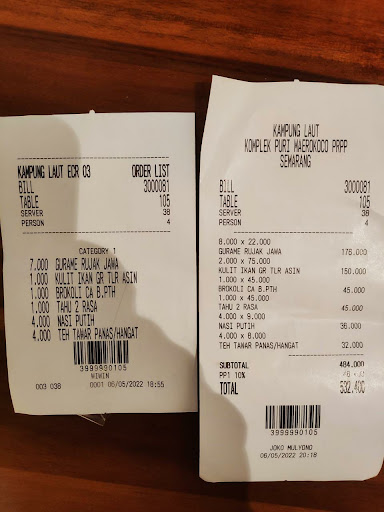 KAMPUNG LAUT ECR 03 ORDER LIST
BILL 3000081
TABLE 105
SERVER 38
PERSON 4
CATEGORY 1
7.000 GURAME RUJAK JAWA
1.000 KULIT IKAN GR TLR ASIN
1.000 BROKOLI CA B.PTH
1.000 TAHU 2 RASA
4.000 NASI PUTIH
4.000 TEH TAWAR PANAS/HANGAT
3999990105
WIWIN
003 038 0001 06/05/2022 18:55
KAMPUNG LAUT
KOMPLEK PURI MAEROKOCO PRPP
SEMARANG
BILL 3000081
TABLE 105
SERVER 38
PERSON 4
8.000 x 22.000
GURAME RUJAK JAWA 176.000
2.000 x 75.000
KULIT IKAN GR TLR ASIN 150.000
1.000 x 45.000
BROKOLI CA B.PTH 45.000
1.000 x 45.000
TAHU 2 RASA 45.000
4.000 x 9.000
NASI PUTIH 36.000
4.000 x 8.000
TEH TAWAR PANAS/HANGAT 32.000
SUBTOTAL 484.000
PP1 10%
TOTAL 532.400
3999990105
JOKO MULYONO
06/05/2022 20:18